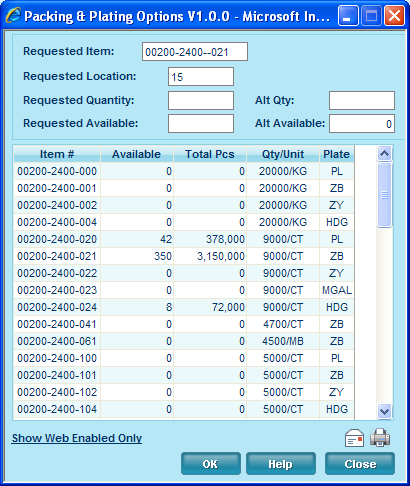 Packing & Plating Options V1.0.0 - Microsoft In...
Requested Item: 00200-2400--021
Requested Location: 15
Requested Quantity: Alt Qty:
Requested Available: Alt Available: 0
Item # Available Total Pcs Qty/Unit Plate
00200-2400-000 0 0 20000/KG PL
00200-2400-001 0 0 20000/KG ZB
00200-2400-002 0 0 20000/KG ZY
00200-2400-004 0 0 20000/KG HDG
00200-2400-020 42 378,000 9000/CT PL
00200-2400-021 350 3,150,000 9000/CT ZB
00200-2400-022 0 0 9000/CT ZY
00200-2400-023 0 0 9000/CT MGAL
00200-2400-024 8 72,000 9000/CT HDG
00200-2400-041 0 0 4700/CT ZB
00200-2400-061 0 0 4500/MB ZB
00200-2400-100 0 0 5000/CT PL
00200-2400-101 0 0 5000/CT ZB
00200-2400-102 0 0 5000/CT ZY
00200-2400-104 0 0 5000/CT HDG
Show Web Enabled Only
OK Help Close